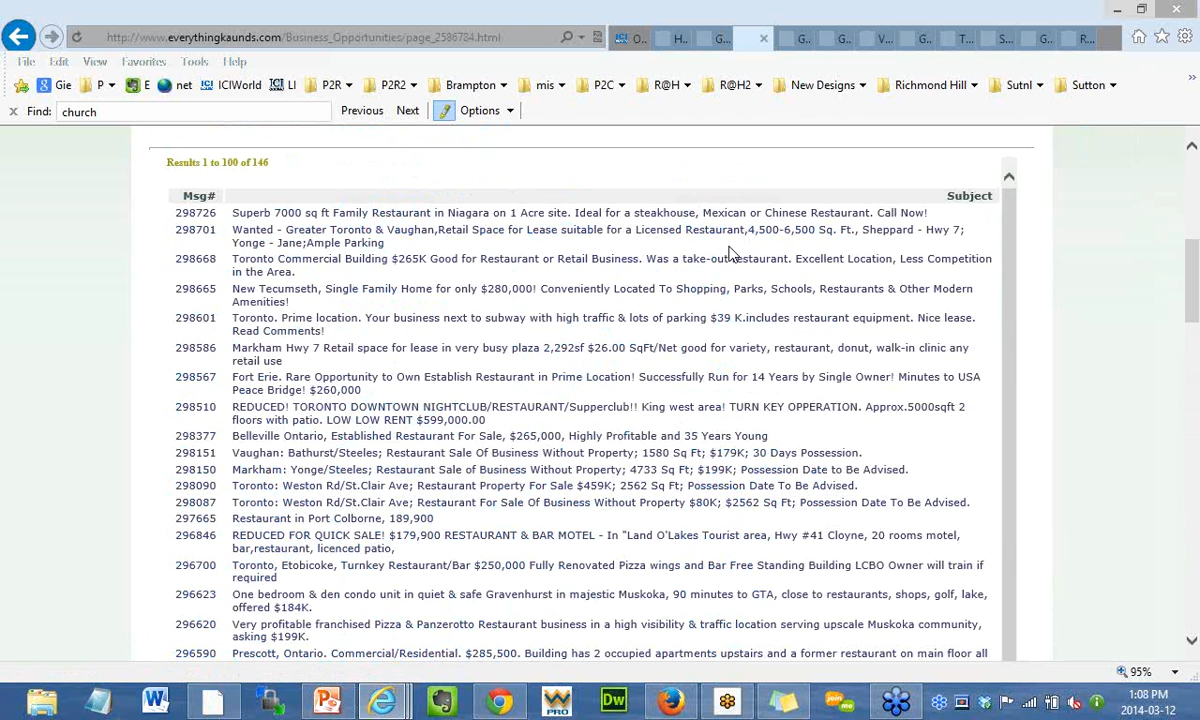 http://www.everythingkaunds.com/Business_Opportunities/page_2586784.html
O... H... G... G... G... V... G... T... S... G... R...
File Edit View Favorites Tools Help
Gie P E net ICIWorld LI P2R P2R2 Brampton mis P2C R@H R@H2 New Designs Richmond Hill Sutnl Sutton
Find: church Previous Next Options
Results 1 to 100 of 146
Msg# Subject
298726 Superb 7000 sq ft Family Restaurant in Niagara on 1 Acre site. Ideal for a steakhouse, Mexican or Chinese Restaurant. Call Now!
298701 Wanted - Greater Toronto & Vaughan,Retail Space for Lease suitable for a Licensed Restaurant,4,500-6,500 Sq. Ft., Sheppard - Hwy 7;
Yonge - Jane;Ample Parking
298668 Toronto Commercial Building $265K Good for Restaurant or Retail Business. Was a take-out restaurant. Excellent Location, Less Competition
in the Area.
298665 New Tecumseth, Single Family Home for only $280,000! Conveniently Located To Shopping, Parks, Schools, Restaurants & Other Modern
Amenities!
298601 Toronto. Prime location. Your business next to subway with high traffic & lots of parking $39 K.includes restaurant equipment. Nice lease.
Read Comments!
298586 Markham Hwy 7 Retail space for lease in very busy plaza 2,292sf $26.00 SqFt/Net good for variety, restaurant, donut, walk-in clinic any
retail use
298567 Fort Erie. Rare Opportunity to Own Establish Restaurant in Prime Location! Successfully Run for 14 Years by Single Owner! Minutes to USA
Peace Bridge! $260,000
298510 REDUCED! TORONTO DOWNTOWN NIGHTCLUB/RESTAURANT/Supperclub!! King west area! TURN KEY OPPERATION. Approx.5000sqft 2
floors with patio. LOW LOW RENT $599,000.00
298377 Belleville Ontario, Established Restaurant For Sale, $265,000, Highly Profitable and 35 Years Young
298151 Vaughan: Bathurst/Steeles; Restaurant Sale of Business Without Property; 1580 Sq Ft; $179K; 30 Days Possession.
298150 Markham: Yonge/Steeles; Restaurant Sale of Business Without Property; 4733 Sq Ft; $199K; Possession Date to Be Advised.
298090 Toronto: Weston Rd/St.Clair Ave; Restaurant Property For Sale $459K; 2562 Sq Ft; Possession Date To Be Advised.
298087 Toronto: Weston Rd/St.Clair Ave; Restaurant For Sale Of Business Without Property $80K; $2562 Sq Ft; Possession Date To Be Advised.
297665 Restaurant in Port Colborne, 189,900
296846 REDUCED FOR QUICK SALE! $179,900 RESTAURANT & BAR MOTEL - In "Land O'Lakes Tourist area, Hwy #41 Cloyne, 20 rooms motel,
bar,restaurant, licenced patio,
296700 Toronto, Etobicoke, Turnkey Restaurant/Bar $250,000 Fully Renovated Pizza wings and Bar Free Standing Building LCBO Owner will train if
required
296623 One bedroom & den condo unit in quiet & safe Gravenhurst in majestic Muskoka, 90 minutes to GTA, close to restaurants, shops, golf, lake,
offered $184K.
296620 Very profitable franchised Pizza & Panzerotto Restaurant business in a high visibility & traffic location serving upscale Muskoka community,
asking $199K.
296590 Prescott, Ontario. Commercial/Residential. $285,500. Building has 2 occupied apartments upstairs and a former restaurant on main floor all
95%
Dw PRO join me
1:08 PM
2014-03-12